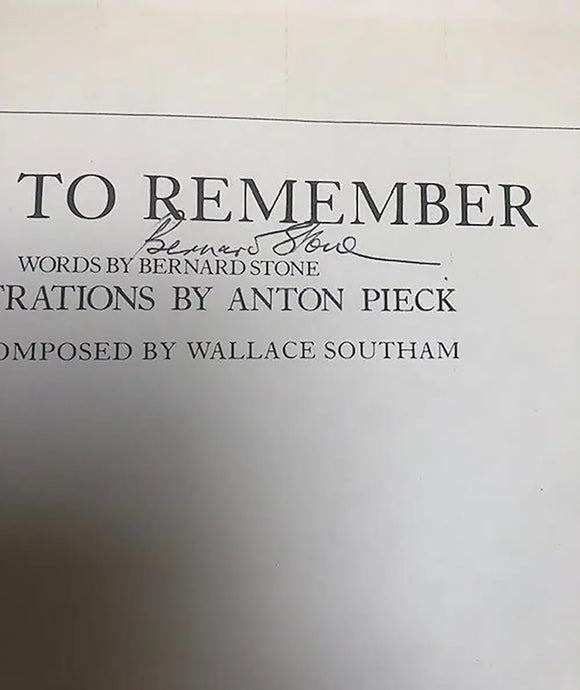 TO REMEMBER
Bernard Stone
WORDS BY BERNARD STONE
TRATIONS BY ANTON PIECK
OMPOSED BY WALLACE SOUTHAM